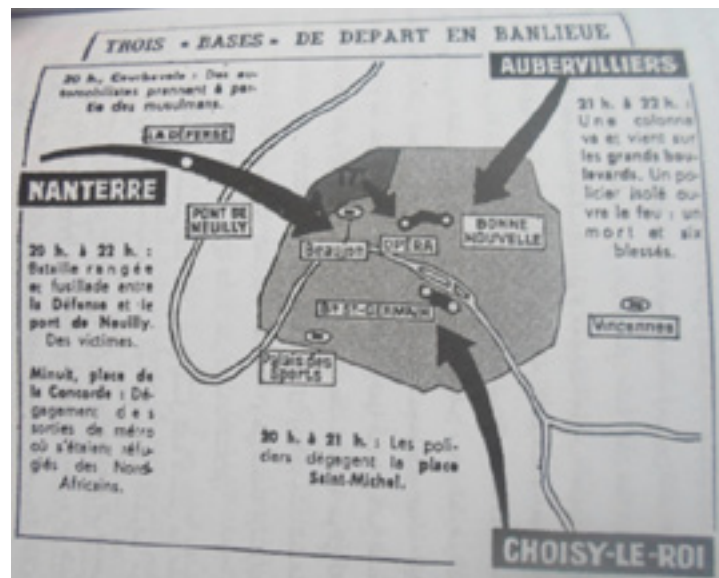 TROIS « BASES » DE DEPART EN BANLIEUE
20 h., Courbevoie : Des au-
tomobilistes prennent à par-
tie des musulmans.
LA DÉFENSE
NANTERRE
PONT DE
NEUILLY
20 h. à 22 h. :
Bataille rangée
et fusillade entre
la Défense et le
pont de Neuilly.
Des victimes.
Minuit, place de
la Concorde : Dé-
gagement des
sorties de métro
où s'étaient réfu-
giés des Nord-
Africains.
AUBERVILLIERS
21 h. à 22 h. :
Une colonne
va et vient sur
les grands bou-
levards. Un po-
licier isolé ou-
vre le feu : un
mort et six
blessés.
17e
Beaujon
OPÉRA
BONNE
NOUVELLE
Bd ST-GERMAIN
Palais des
Sports
Vincennes
20 h. à 21 h. : Les poli-
ciers dégagent la place
Saint-Michel.
CHOISY-LE-ROI